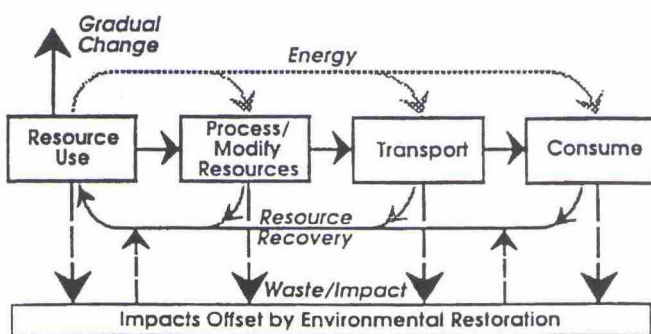 Gradual
Change
Energy
Resource
Use
Process/
Modify
Resources
Transport
Consume
Resource
Recovery
Waste/Impact
Impacts Offset by Environmental Restoration